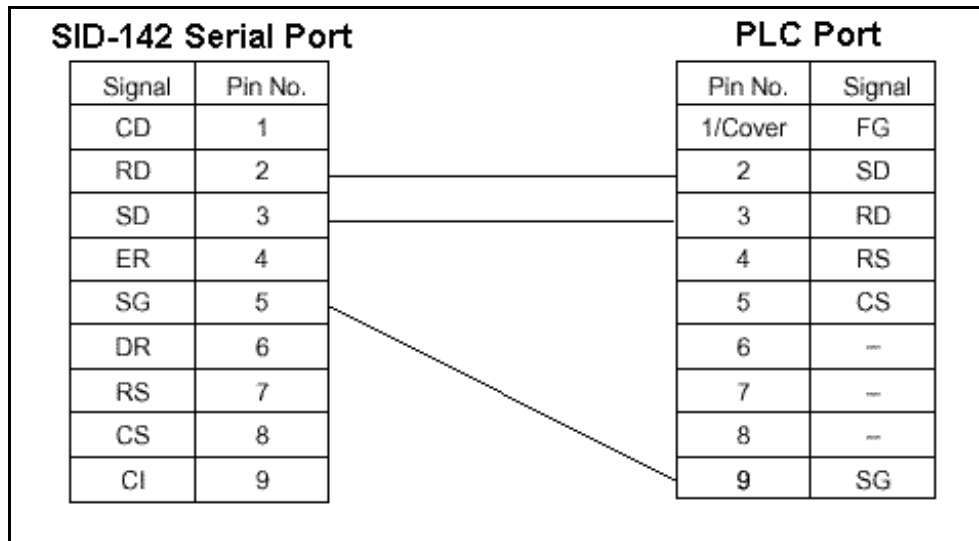 SID-142 Serial Port PLC Port
Signal Pin No. Pin No. Signal
CD 1 1/Cover FG
RD 2 2 SD
SD 3 3 RD
ER 4 4 RS
SG 5 5 CS
DR 6 6 —
RS 7 7 —
CS 8 8 —
CI 9 9 SG